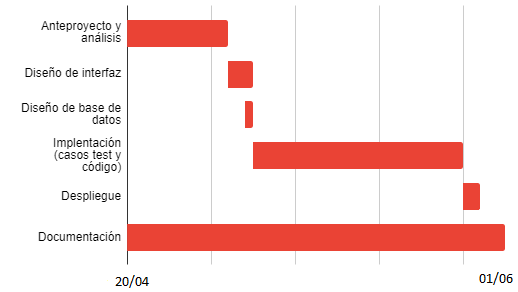 Anteproyecto y
análisis
Diseño de interfaz
Diseño de base de
datos
Implentación
(casos test y
código)
Despliegue
Documentación
20/04
01/06